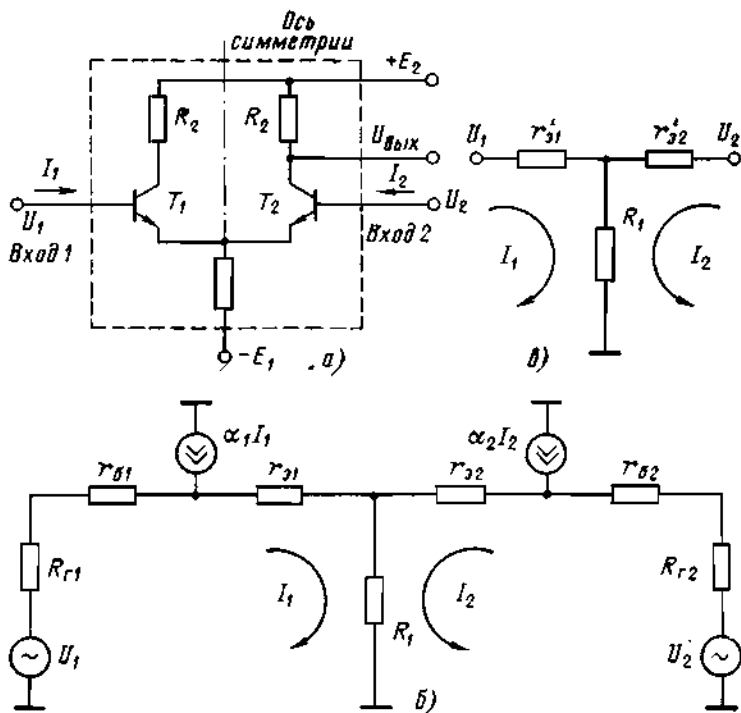 Ось
симметрии
+E₂
R₂
R₂
Uвых
I₁
I₂
T₁
T₂
U₁
U₂
Вход 1
Вход 2
-E₁
а)
U₁
r'э1
r'э2
U₂
R₁
I₁
I₂
в)
α₁I₁
α₂I₂
rб1
rэ1
rэ2
rб2
Rг1
Rг2
I₁
I₂
R₁
U₁
U₂
б)